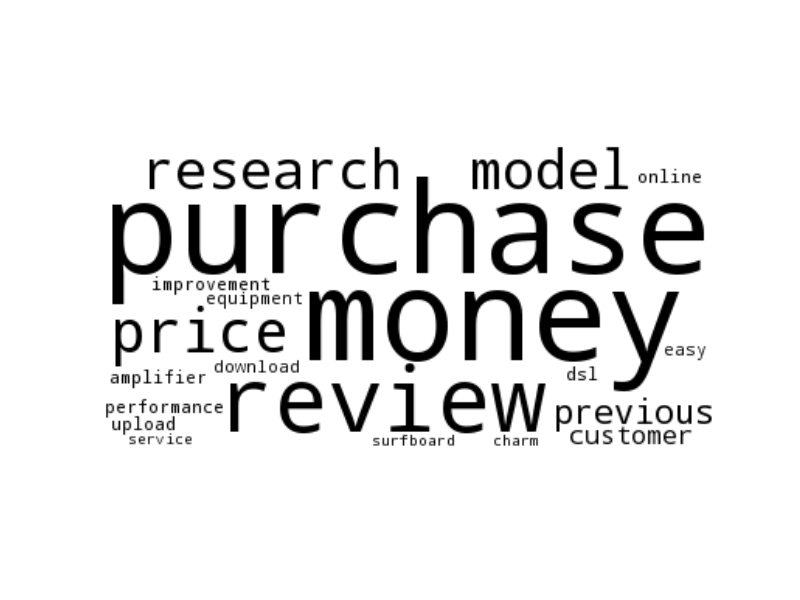 research model online
purchase
improvement
equipment
money
price
easy
download
dsl
amplifier
review
performance
previous
upload
customer
service
surfboard
charm